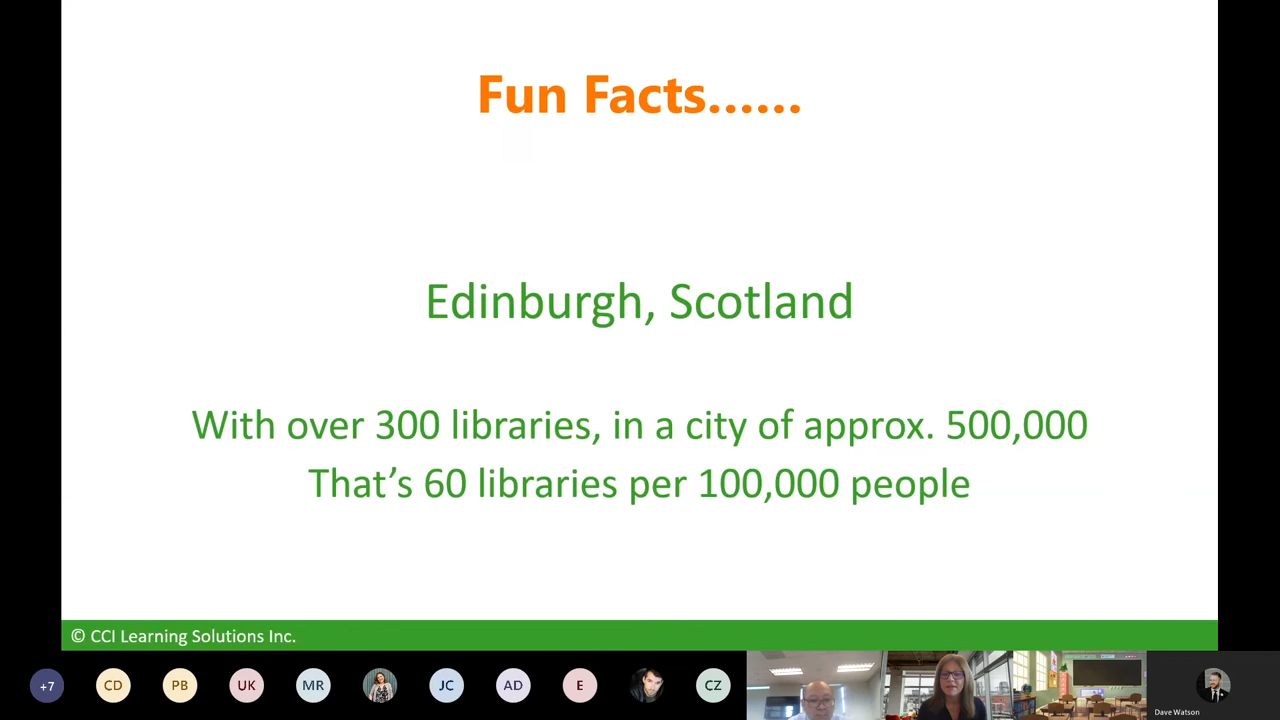 Fun Facts......
Edinburgh, Scotland
With over 300 libraries, in a city of approx. 500,000
That's 60 libraries per 100,000 people
© CCI Learning Solutions Inc.
+7 CD PB UK MR JC AD E CZ
Dave Watson